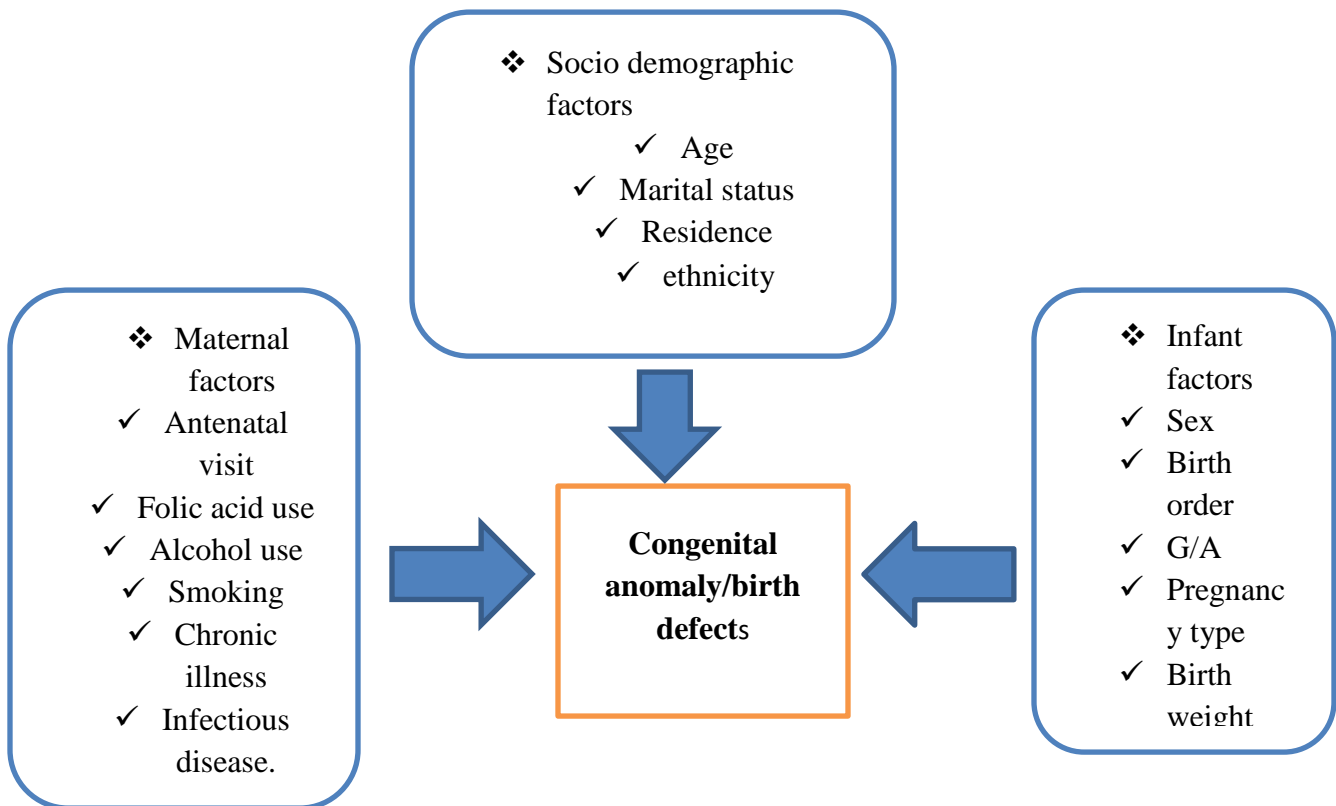 ❖ Socio demographic
factors
✓ Age
✓ Marital status
✓ Residence
✓ ethnicity
❖ Maternal
factors
✓ Antenatal
visit
✓ Folic acid use
✓ Alcohol use
✓ Smoking
✓ Chronic
illness
✓ Infectious
disease.
Congenital
anomaly/birth
defects
❖ Infant
factors
✓ Sex
✓ Birth
order
✓ G/A
✓ Pregnanc
y type
✓ Birth
weight